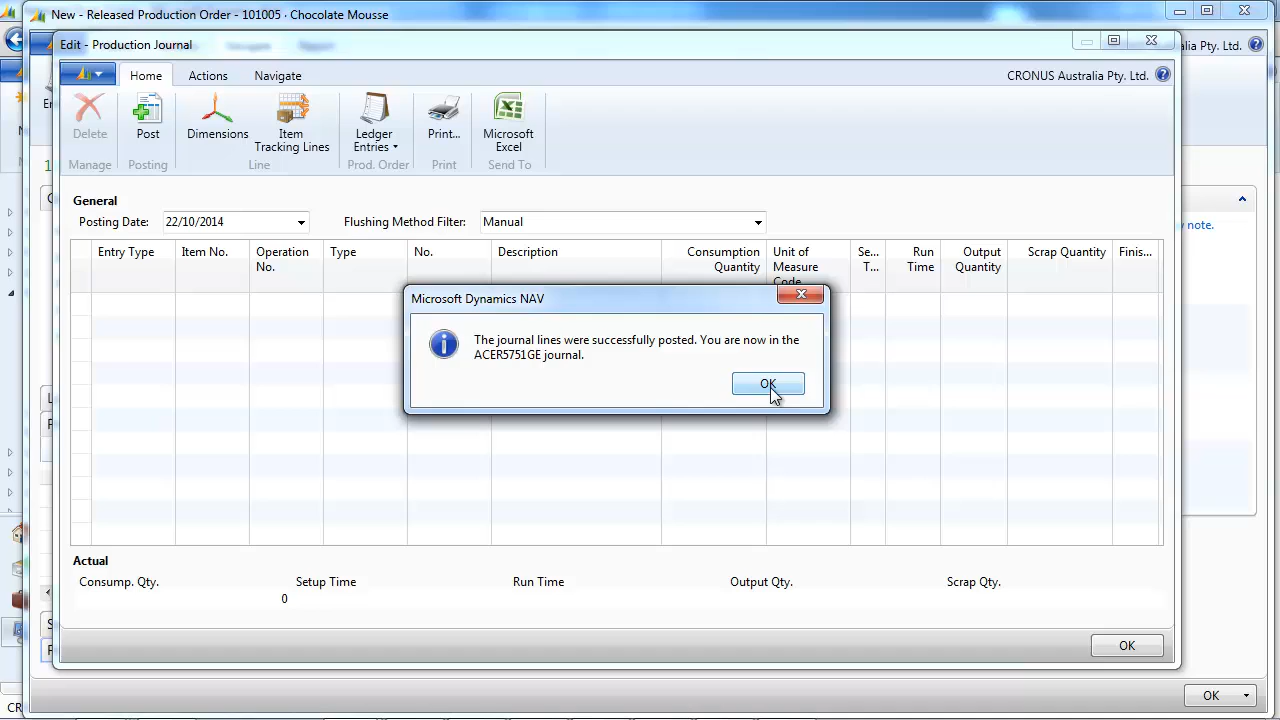 New - Released Production Order - 101005 · Chocolate Mousse
Edit - Production Journal
alia Pty. Ltd.
Home
Actions
Navigate
CRONUS Australia Pty. Ltd.
Delete
Post
Dimensions
Item Tracking Lines
Ledger Entries
Print...
Microsoft Excel
Manage
Posting
Line
Prod. Order
Print
Send To
General
Posting Date: 22/10/2014
Flushing Method Filter: Manual
y note.
Entry Type
Item No.
Operation No.
Type
No.
Description
Consumption Quantity
Unit of Measure Code
Se... T...
Run Time
Output Quantity
Scrap Quantity
Finis...
Microsoft Dynamics NAV
The journal lines were successfully posted. You are now in the
ACER5751GE journal.
OK
Actual
Consump. Qty.
Setup Time
Run Time
Output Qty.
Scrap Qty.
0
OK
OK
CR